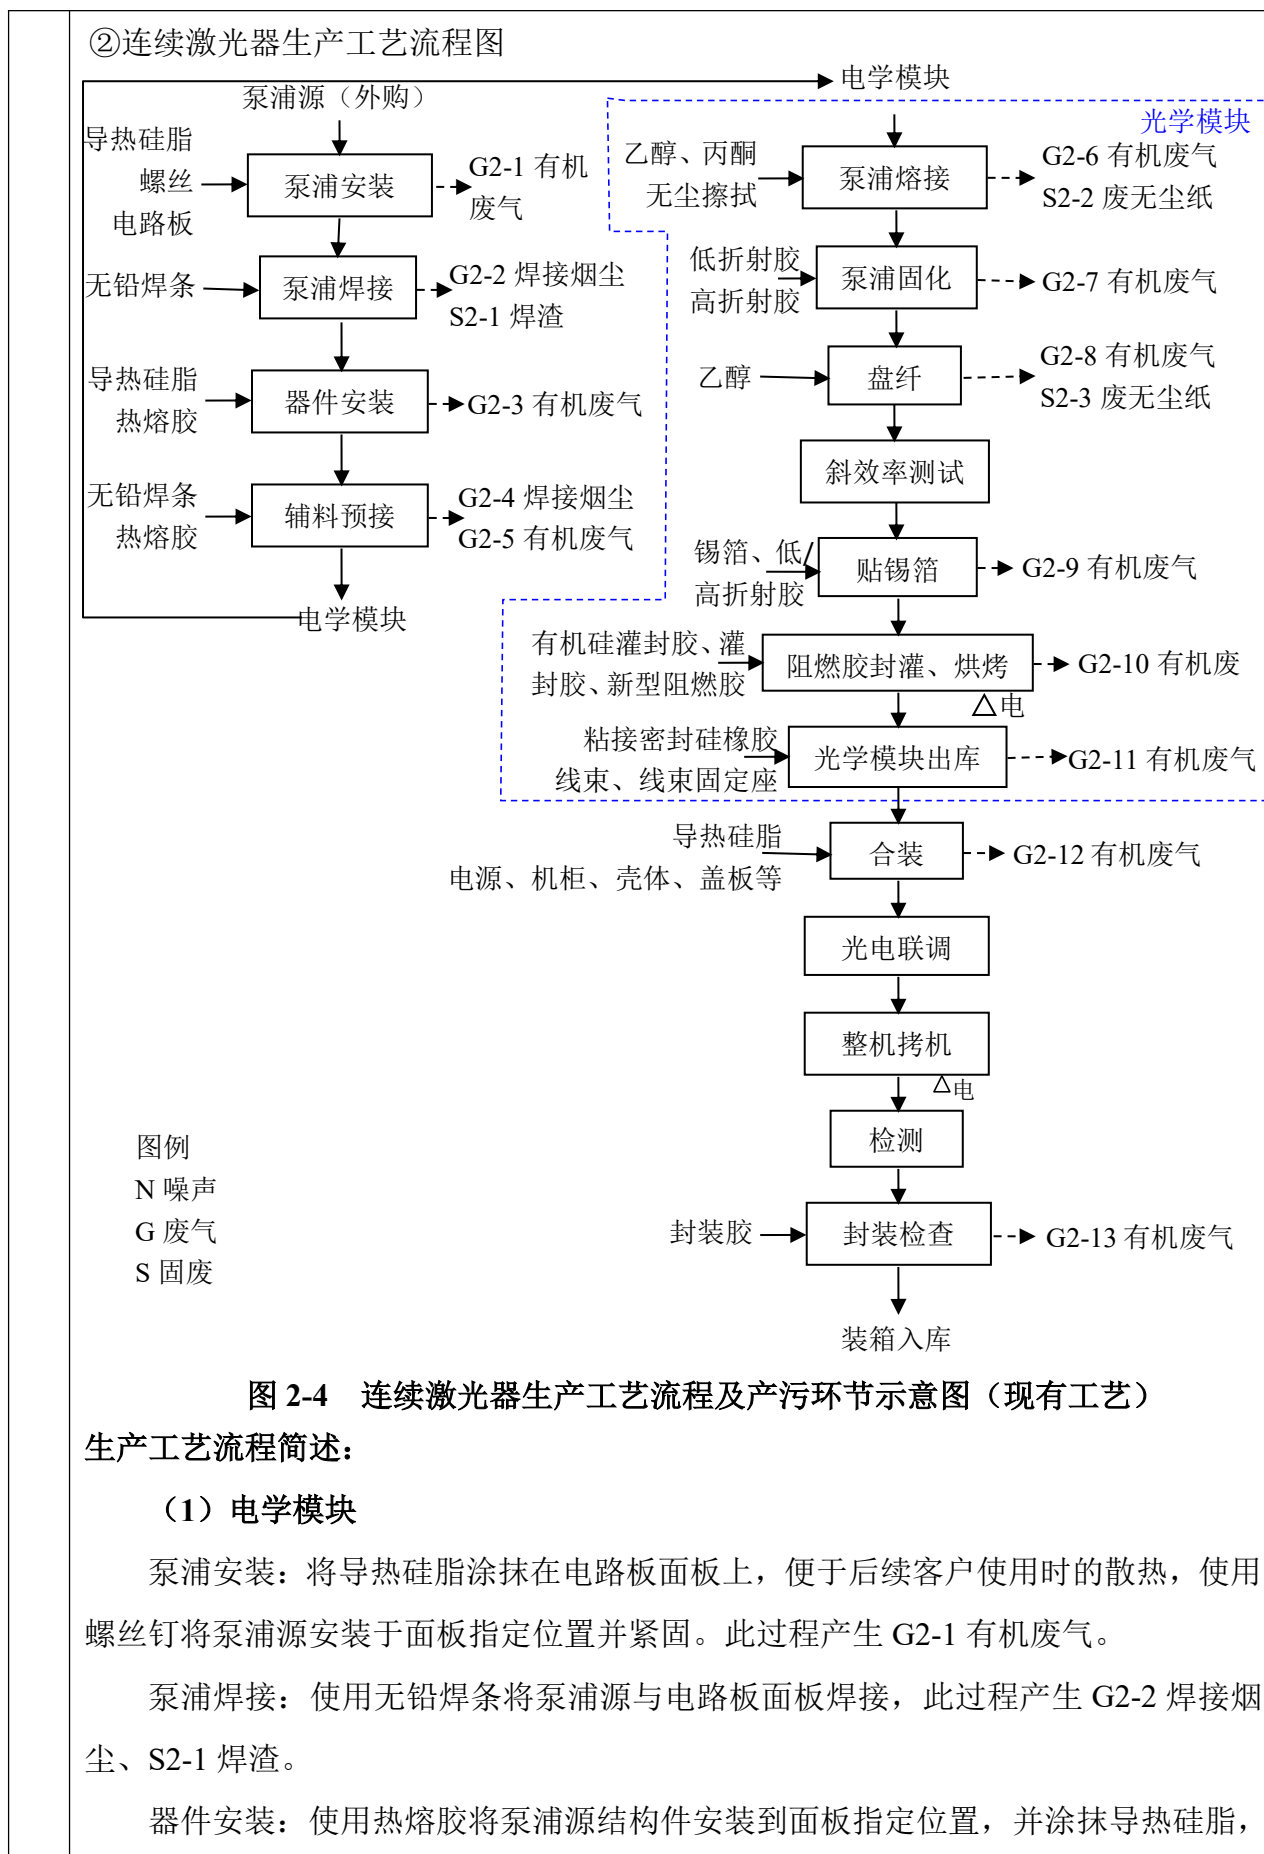 ②连续激光器生产工艺流程图
泵浦源（外购）
导热硅脂
螺丝
电路板
泵浦安装
G2-1 有机
废气
无铅焊条
泵浦焊接
G2-2 焊接烟尘
S2-1 焊渣
导热硅脂
热熔胶
器件安装
G2-3 有机废气
无铅焊条
热熔胶
辅料预接
G2-4 焊接烟尘
G2-5 有机废气
电学模块
电学模块
光学模块
乙醇、丙酮
无尘擦拭
泵浦熔接
G2-6 有机废气
S2-2 废无尘纸
低折射胶
高折射胶
泵浦固化
G2-7 有机废气
乙醇
盘纤
G2-8 有机废气
S2-3 废无尘纸
斜效率测试
锡箔、低/
高折射胶
贴锡箔
G2-9 有机废气
有机硅灌封胶、灌
封胶、新型阻燃胶
阻燃胶封灌、烘烤
G2-10 有机废
△电
粘接密封硅橡胶
线束、线束固定座
光学模块出库
G2-11 有机废气
导热硅脂
电源、机柜、壳体、盖板等
合装
G2-12 有机废气
光电联调
整机拷机
△电
检测
封装胶
封装检查
G2-13 有机废气
装箱入库
图例
N 噪声
G 废气
S 固废
图 2-4 连续激光器生产工艺流程及产污环节示意图（现有工艺）
生产工艺流程简述：
（1）电学模块
泵浦安装：将导热硅脂涂抹在电路板面板上，便于后续客户使用时的散热，使用
螺丝钉将泵浦源安装于面板指定位置并紧固。此过程产生 G2-1 有机废气。
泵浦焊接：使用无铅焊条将泵浦源与电路板面板焊接，此过程产生 G2-2 焊接烟
尘、S2-1 焊渣。
器件安装：使用热熔胶将泵浦源结构件安装到面板指定位置，并涂抹导热硅脂，